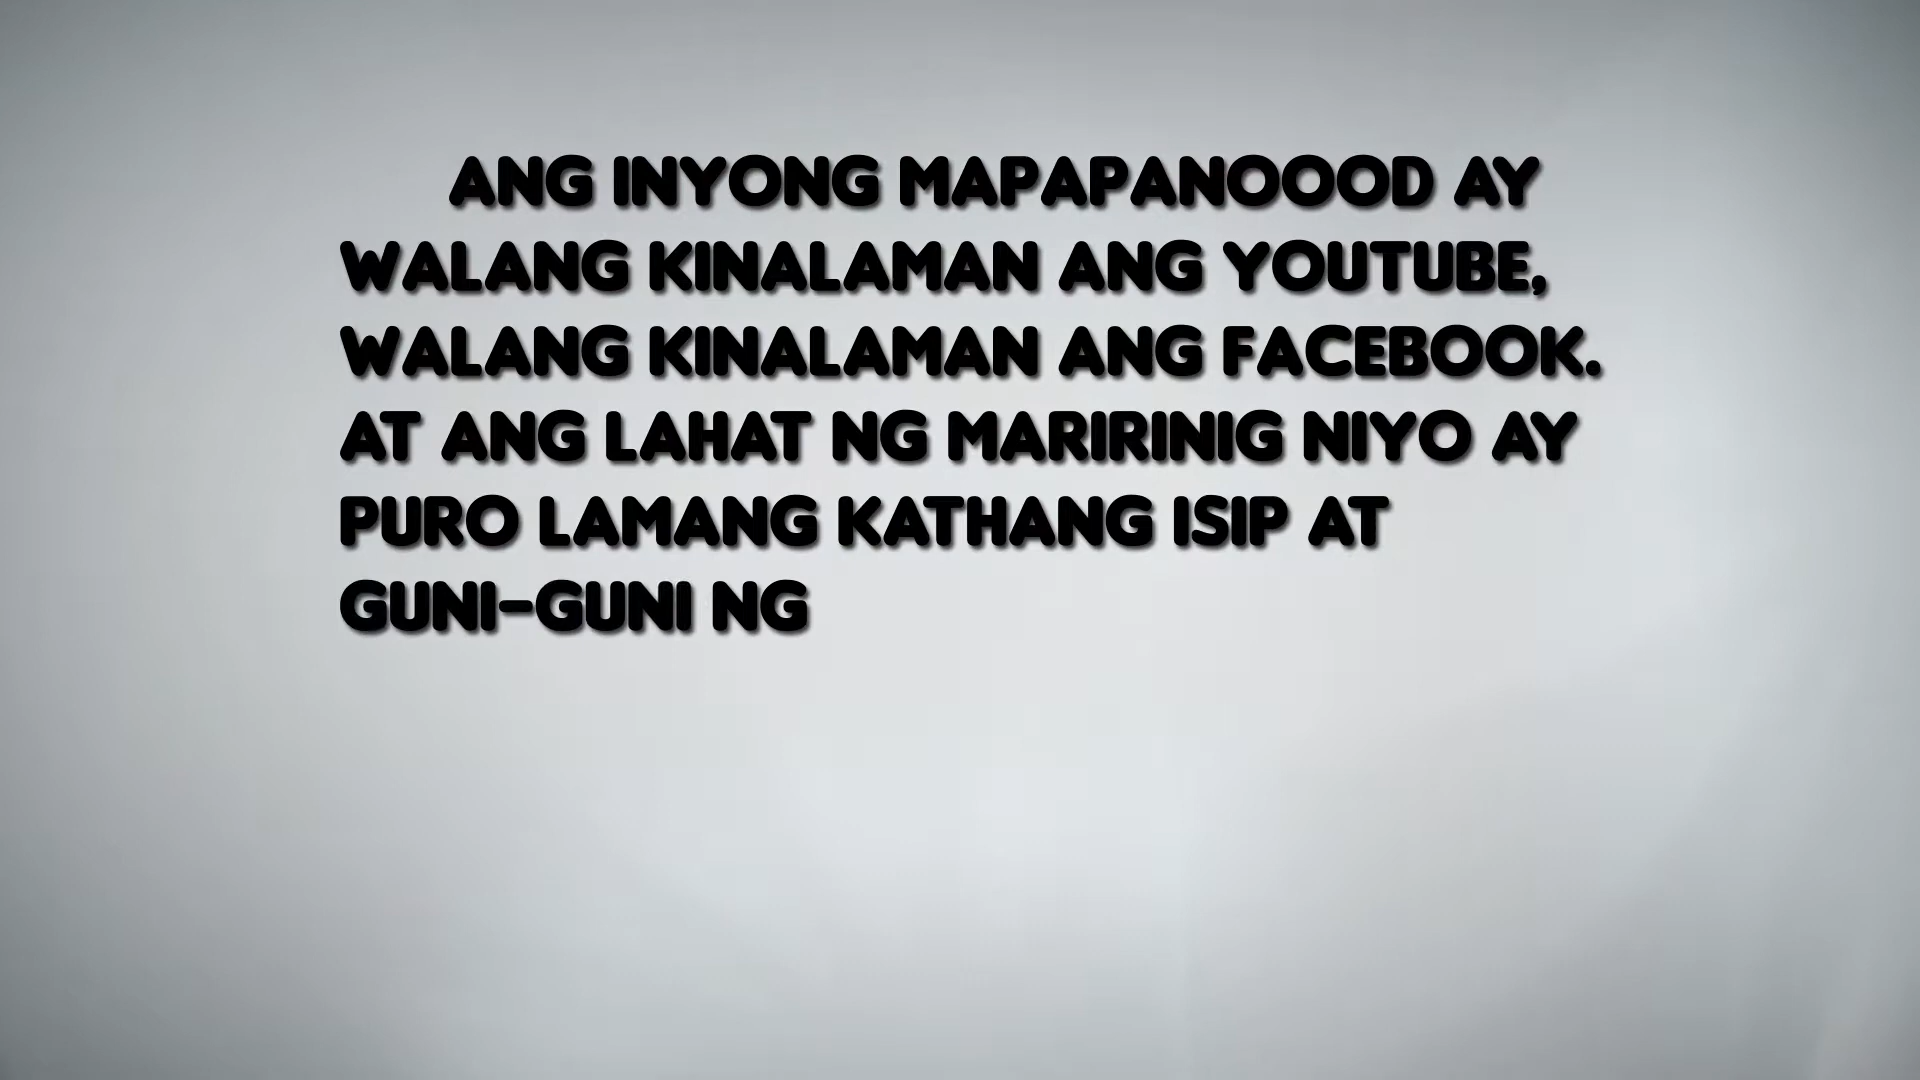 ANG INYONG MAPAPANOOOD AY
WALANG KINALAMAN ANG YOUTUBE,
WALANG KINALAMAN ANG FACEBOOK.
AT ANG LAHAT NG MARIRINIG NIYO AY
PURO LAMANG KATHANG ISIP AT
GUNI-GUNI NG